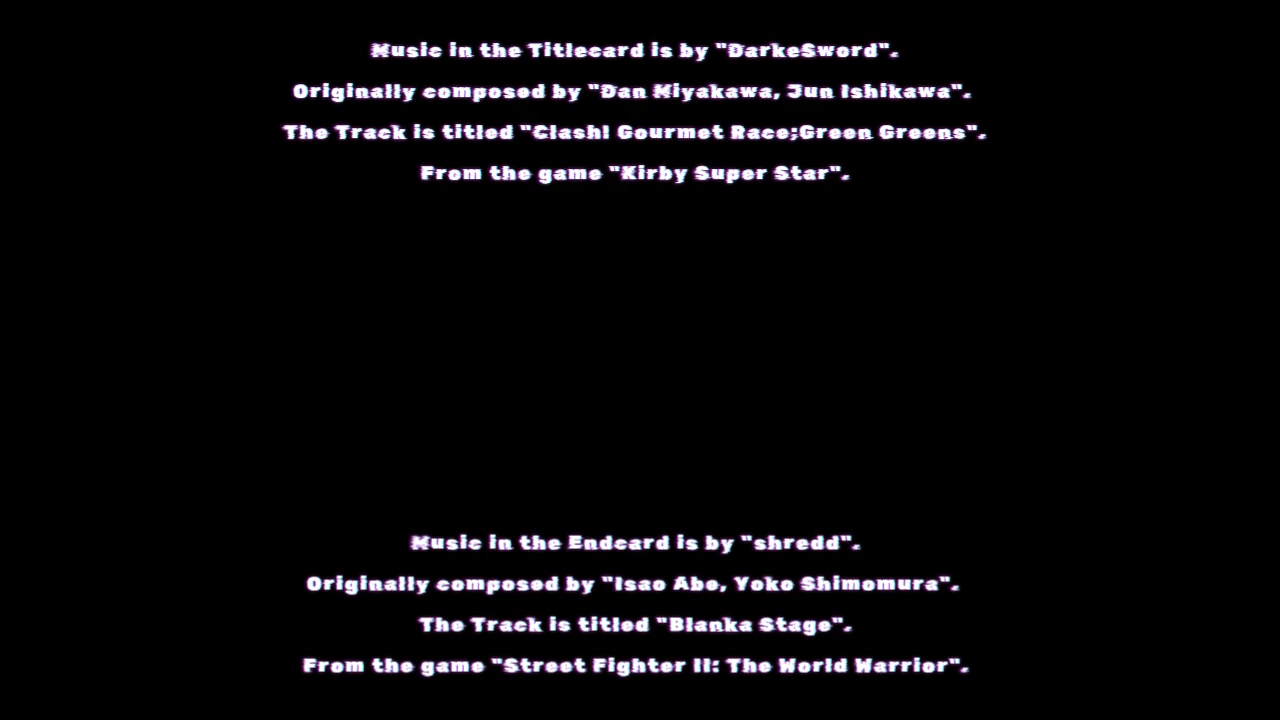 Music in the Titlecard is by "DarkeSword".
Originally composed by "Dan Miyakawa, Jun Ishikawa".
The Track is titled "Clash! Gourmet Race;Green Greens".
From the game "Kirby Super Star".
Music in the Endcard is by "shredd".
Originally composed by "Isao Abe, Yoko Shimomura".
The Track is titled "Blanka Stage".
From the game "Street Fighter II: The World Warrior".